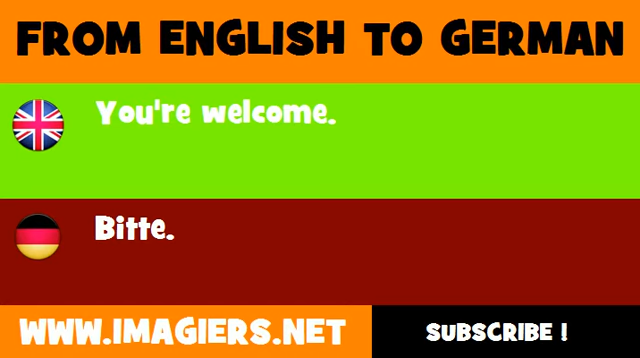 FROM ENGLISH TO GERMAN
You're welcome.
Bitte.
WWW.IMAGIERS.NET
SUBSCRIBE !